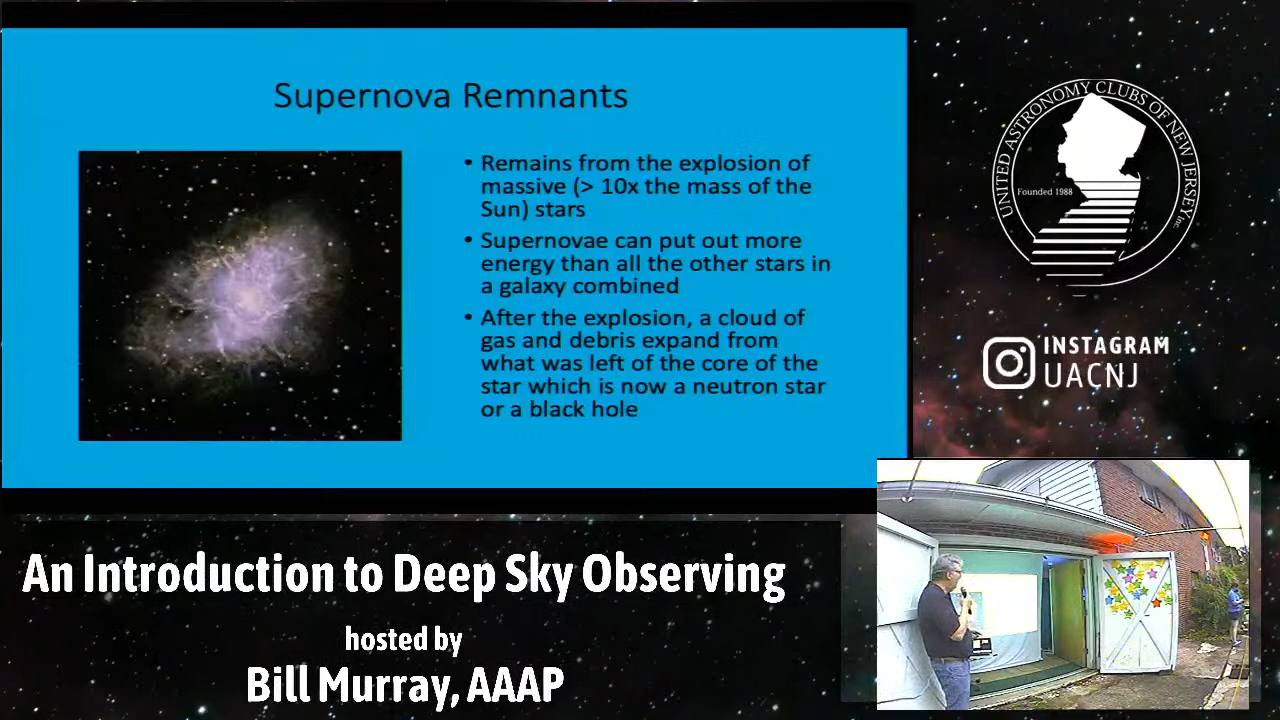 Supernova Remnants
• Remains from the explosion of
massive (> 10x the mass of the
Sun) stars
• Supernovae can put out more
energy than all the other stars in
a galaxy combined
• After the explosion, a cloud of
gas and debris expand from
what was left of the core of the
star which is now a neutron star
or a black hole
UNITED ASTRONOMY CLUBS OF NEW JERSEY Inc.
Founded 1988
INSTAGRAM
UACNJ
An Introduction to Deep Sky Observing
hosted by
Bill Murray, AAAP